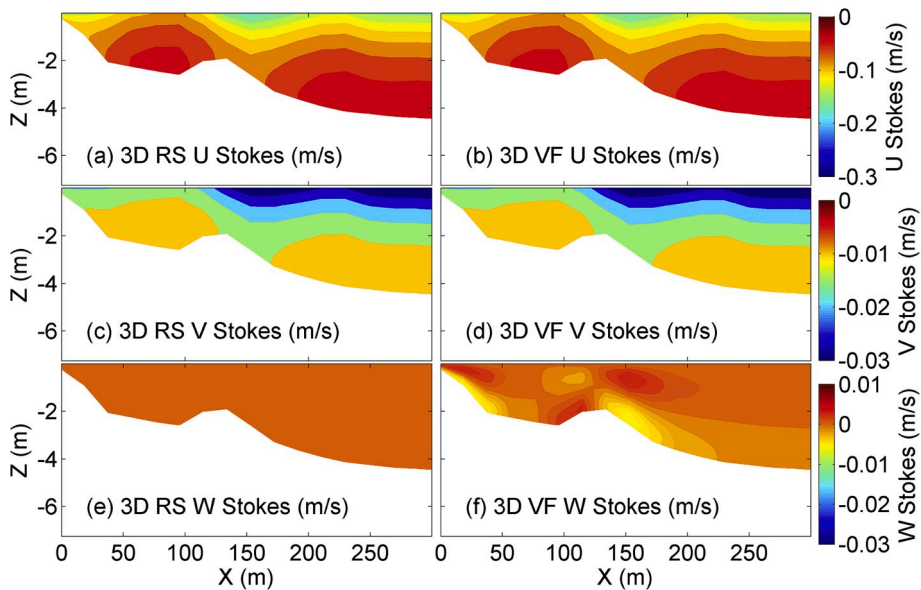 0
-2
-4
-6
Z (m)
(a) 3D RS U Stokes (m/s)
(b) 3D VF U Stokes (m/s)
0
-0.1
-0.2
-0.3
U Stokes (m/s)
-2
-4
-6
Z (m)
(c) 3D RS V Stokes (m/s)
(d) 3D VF V Stokes (m/s)
0
-0.01
-0.02
-0.03
V Stokes (m/s)
-2
-4
-6
Z (m)
(e) 3D RS W Stokes (m/s)
(f) 3D VF W Stokes (m/s)
0.01
0
-0.01
-0.02
-0.03
W Stokes (m/s)
0 50 100 150 200 250
0 50 100 150 200 250
X (m)
X (m)